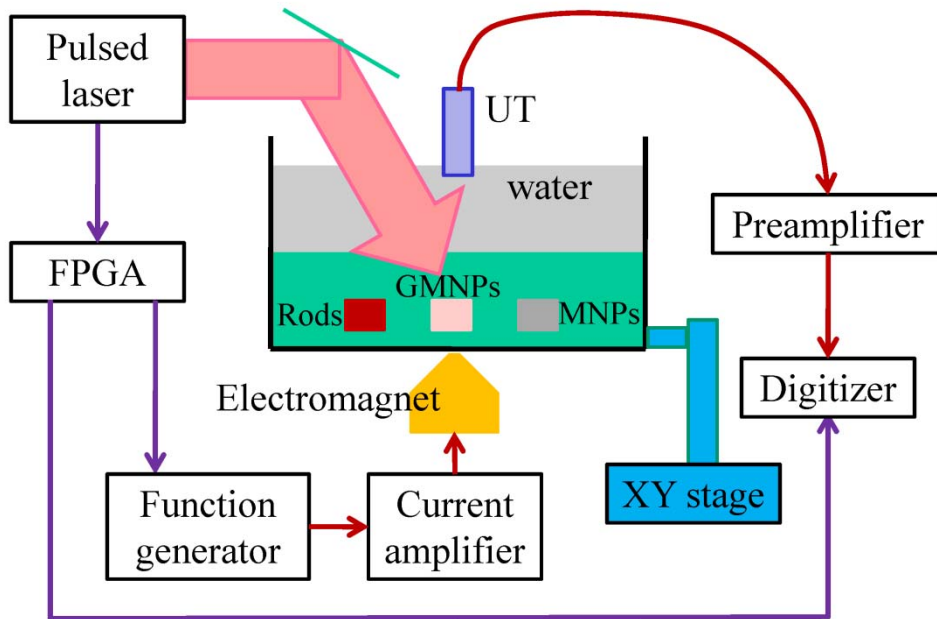 Pulsed
laser
UT
water
Preamplifier
FPGA
GMNPs
Rods
MNPs
Digitizer
Electromagnet
XY stage
Function
generator
Current
amplifier